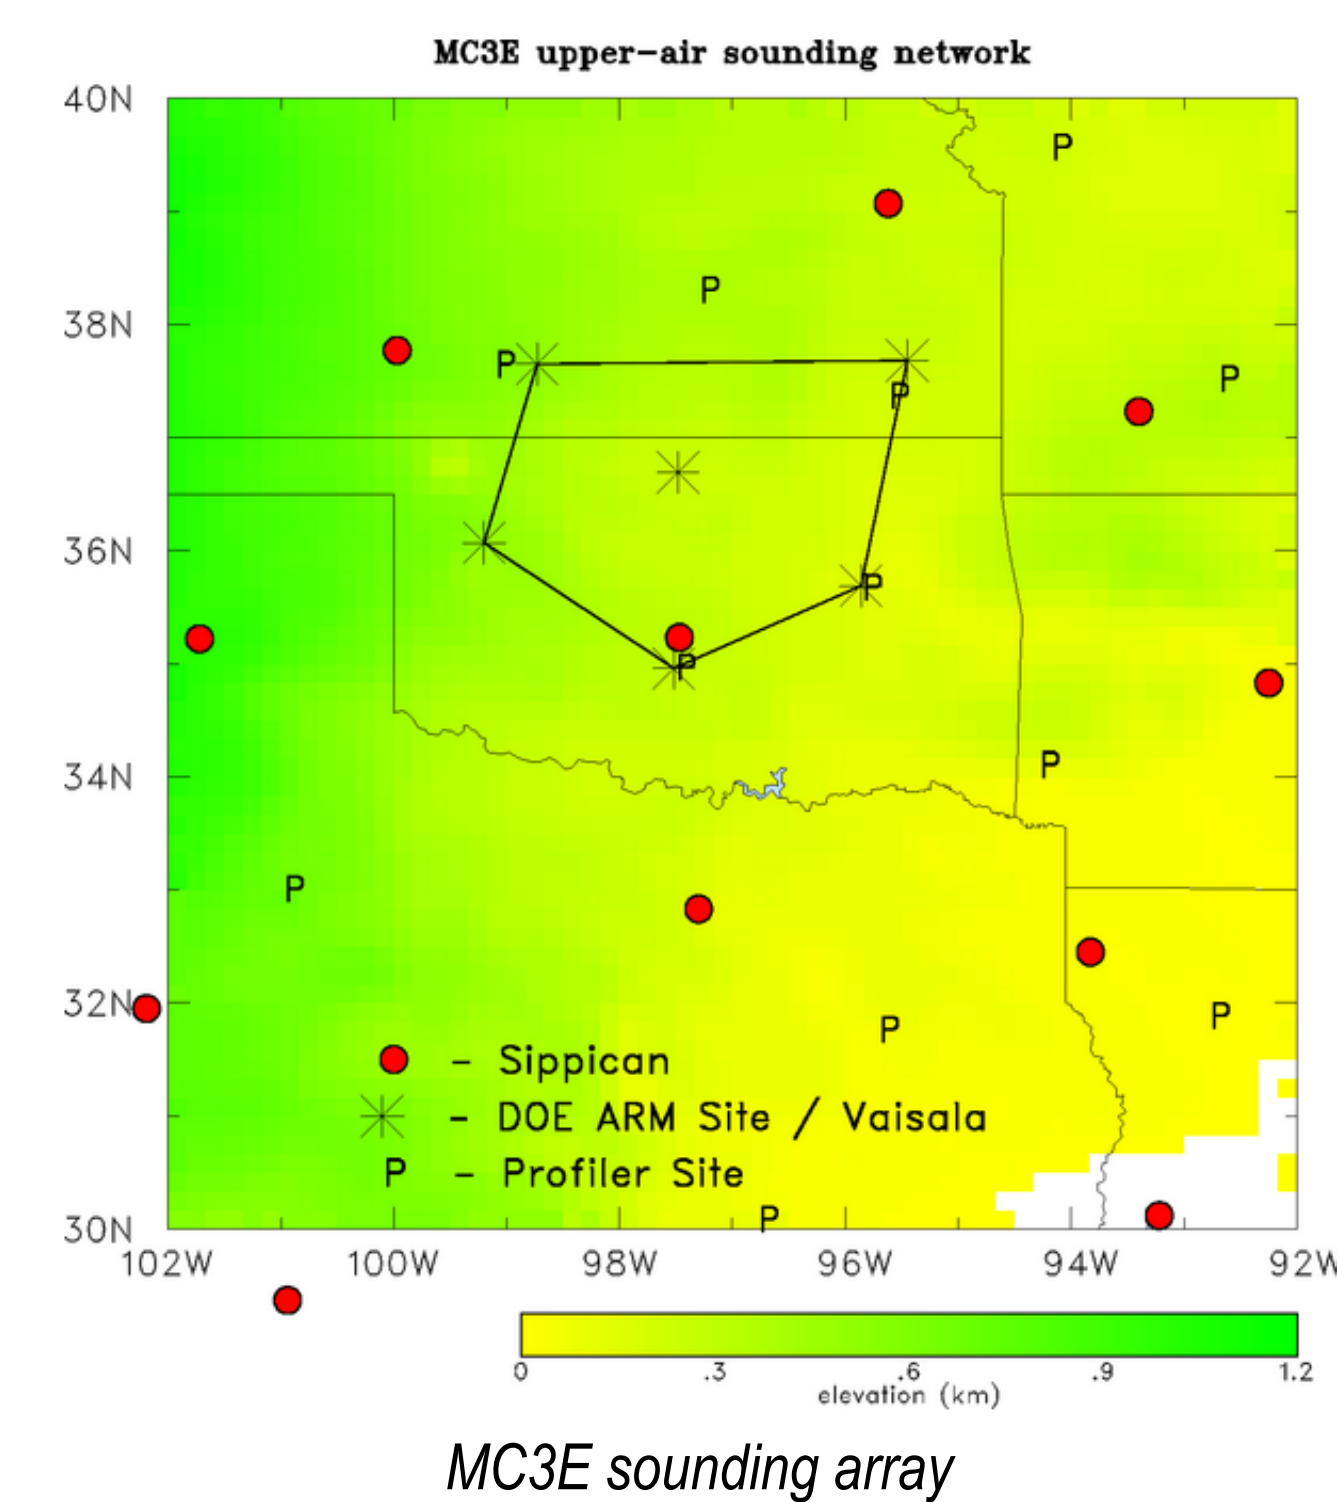 MC3E upper-air sounding network
40N
P
P
38N
P
P
P
36N
P
P
34N
P
P
32N
P
P
- Sippican
- DOE ARM Site / Vaisala
P - Profiler Site
P
30N
102W 100W 98W 96W 94W 92W
0 .3 .6 .9 1.2
elevation (km)
MC3E sounding array